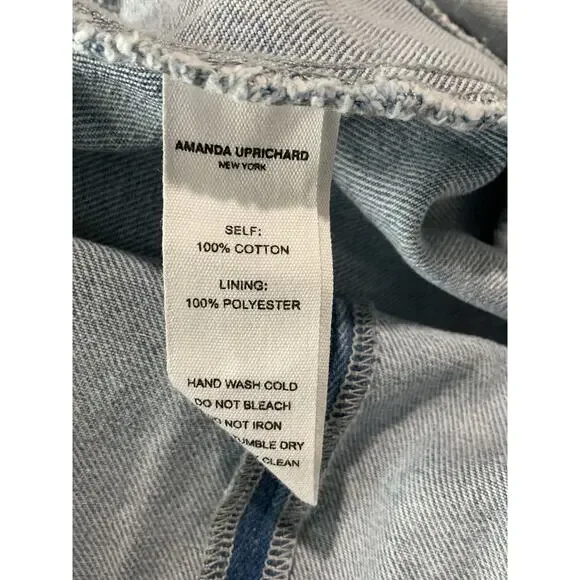 AMANDA UPRICHARD
NEW YORK
SELF:
100% COTTON
LINING:
100% POLYESTER
HAND WASH COLD
DO NOT BLEACH
NOT IRON
TUMBLE DRY
CLEAN